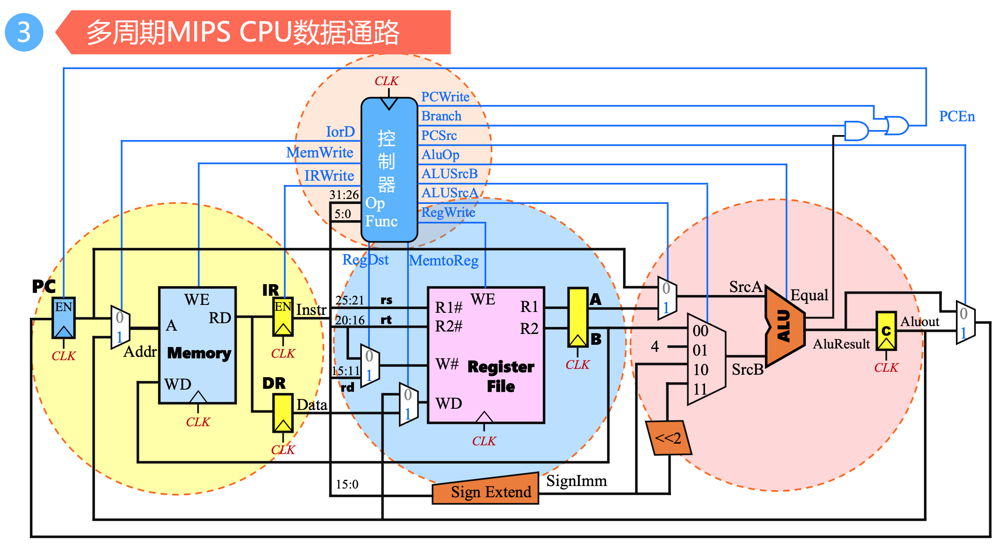 3
多周期MIPS CPU数据通路
CLK
PCWrite
Branch
PCEn
IorD
PCSrc
MemWrite
AluOp
IRWrite
ALUSrcB
控
制
器
31:26
Op
ALUSrcA
5:0
Func
RegWrite
RegDst
MemtoReg
PC
EN
CLK
0
1
Addr
WE
RD
A
Memory
WD
CLK
IR
EN
Instr
CLK
DR
Data
CLK
25:21 rs
20:16 rt
15:11
rd
0
1
0
1
WE
R1#
R1
R2#
R2
W#
Register
File
WD
CLK
A
B
CLK
0
1
SrcA
00
4
01
10
11
SrcB
ALU
Equal
AluResult
C
CLK
Aluout
0
1
<<2
15:0
Sign Extend
SignImm